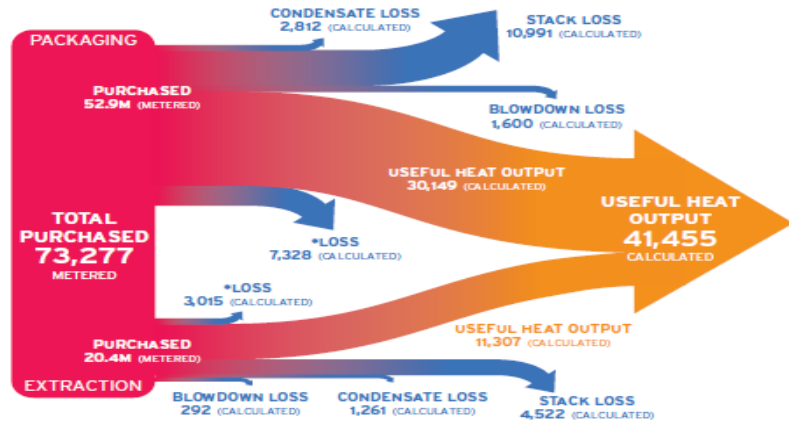 PACKAGING
CONDENSATE LOSS
2,812 (CALCULATED)
STACK LOSS
10,991 (CALCULATED)
PURCHASED
52.9M (METERED)
BLOWDOWN LOSS
1,600 (CALCULATED)
USEFUL HEAT OUTPUT
30,149 (CALCULATED)
USEFUL HEAT
OUTPUT
41,455
CALCULATED
TOTAL
PURCHASED
73,277
METERED
*LOSS
7,328 (CALCULATED)
*LOSS
3,015 (CALCULATED)
PURCHASED
20.4M (METERED)
USEFUL HEAT OUTPUT
11,307 (CALCULATED)
EXTRACTION
BLOWDOWN LOSS
292 (CALCULATED)
CONDENSATE LOSS
1,261 (CALCULATED)
STACK LOSS
4,522 (CALCULATED)